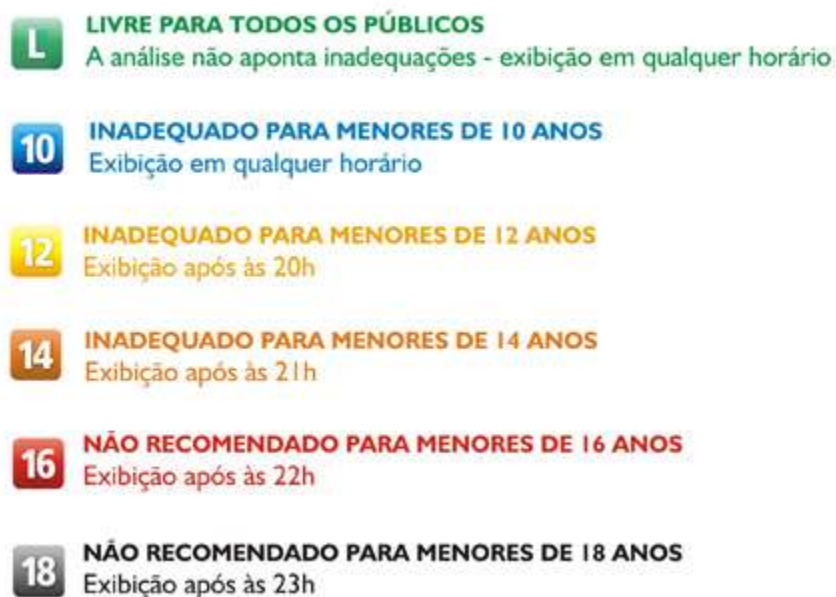 L
LIVRE PARA TODOS OS PÚBLICOS
A análise não aponta inadequações - exibição em qualquer horário
10
INADEQUADO PARA MENORES DE 10 ANOS
Exibição em qualquer horário
12
INADEQUADO PARA MENORES DE 12 ANOS
Exibição após às 20h
14
INADEQUADO PARA MENORES DE 14 ANOS
Exibição após às 21h
16
NÃO RECOMENDADO PARA MENORES DE 16 ANOS
Exibição após às 22h
18
NÃO RECOMENDADO PARA MENORES DE 18 ANOS
Exibição após às 23h